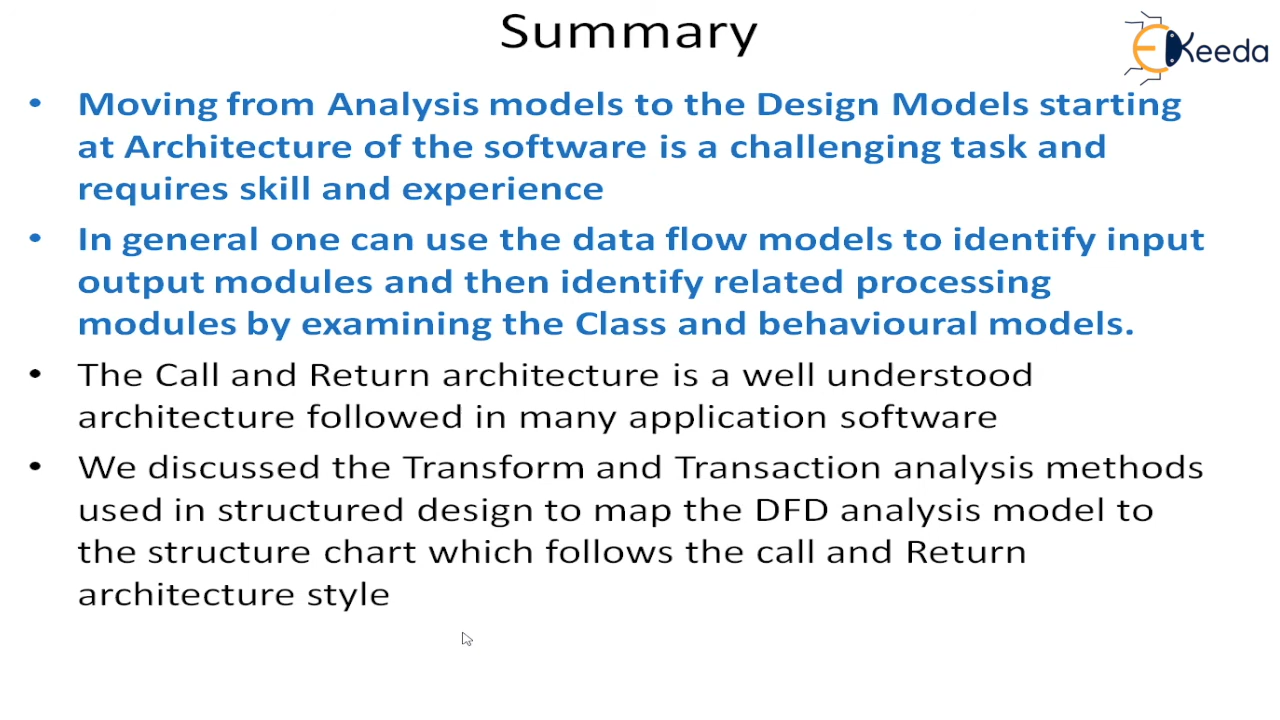 Summary
EKeeda
• Moving from Analysis models to the Design Models starting
at Architecture of the software is a challenging task and
requires skill and experience
• In general one can use the data flow models to identify input
output modules and then identify related processing
modules by examining the Class and behavioural models.
• The Call and Return architecture is a well understood
architecture followed in many application software
• We discussed the Transform and Transaction analysis methods
used in structured design to map the DFD analysis model to
the structure chart which follows the call and Return
architecture style